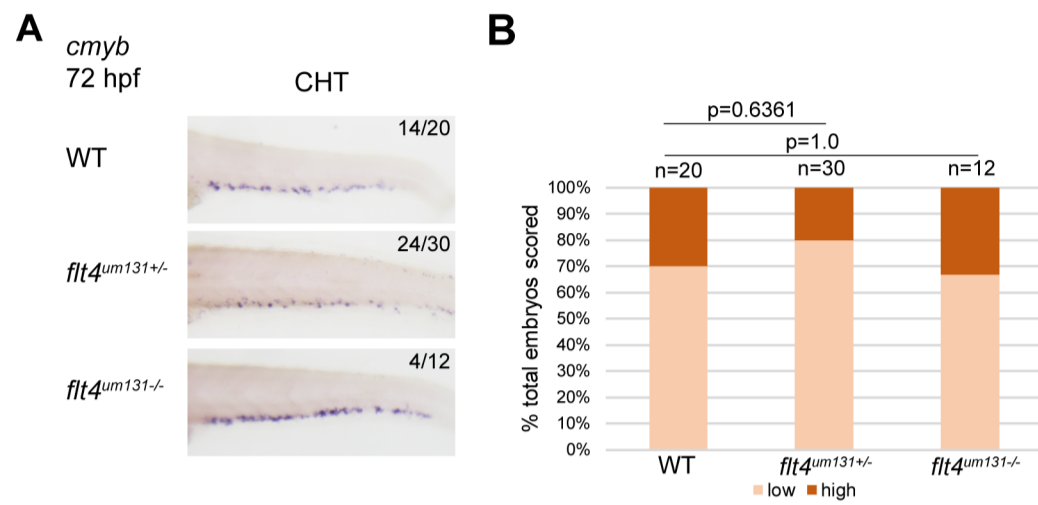 A
cmyb
72 hpf
CHT
WT
14/20
flt4um131+/-
24/30
flt4um131-/-
4/12
B
p=0.6361
p=1.0
n=20 n=30 n=12
% total embryos scored
100%
90%
80%
70%
60%
50%
40%
30%
20%
10%
0%
WT flt4um131+/- flt4um131-/-
low high